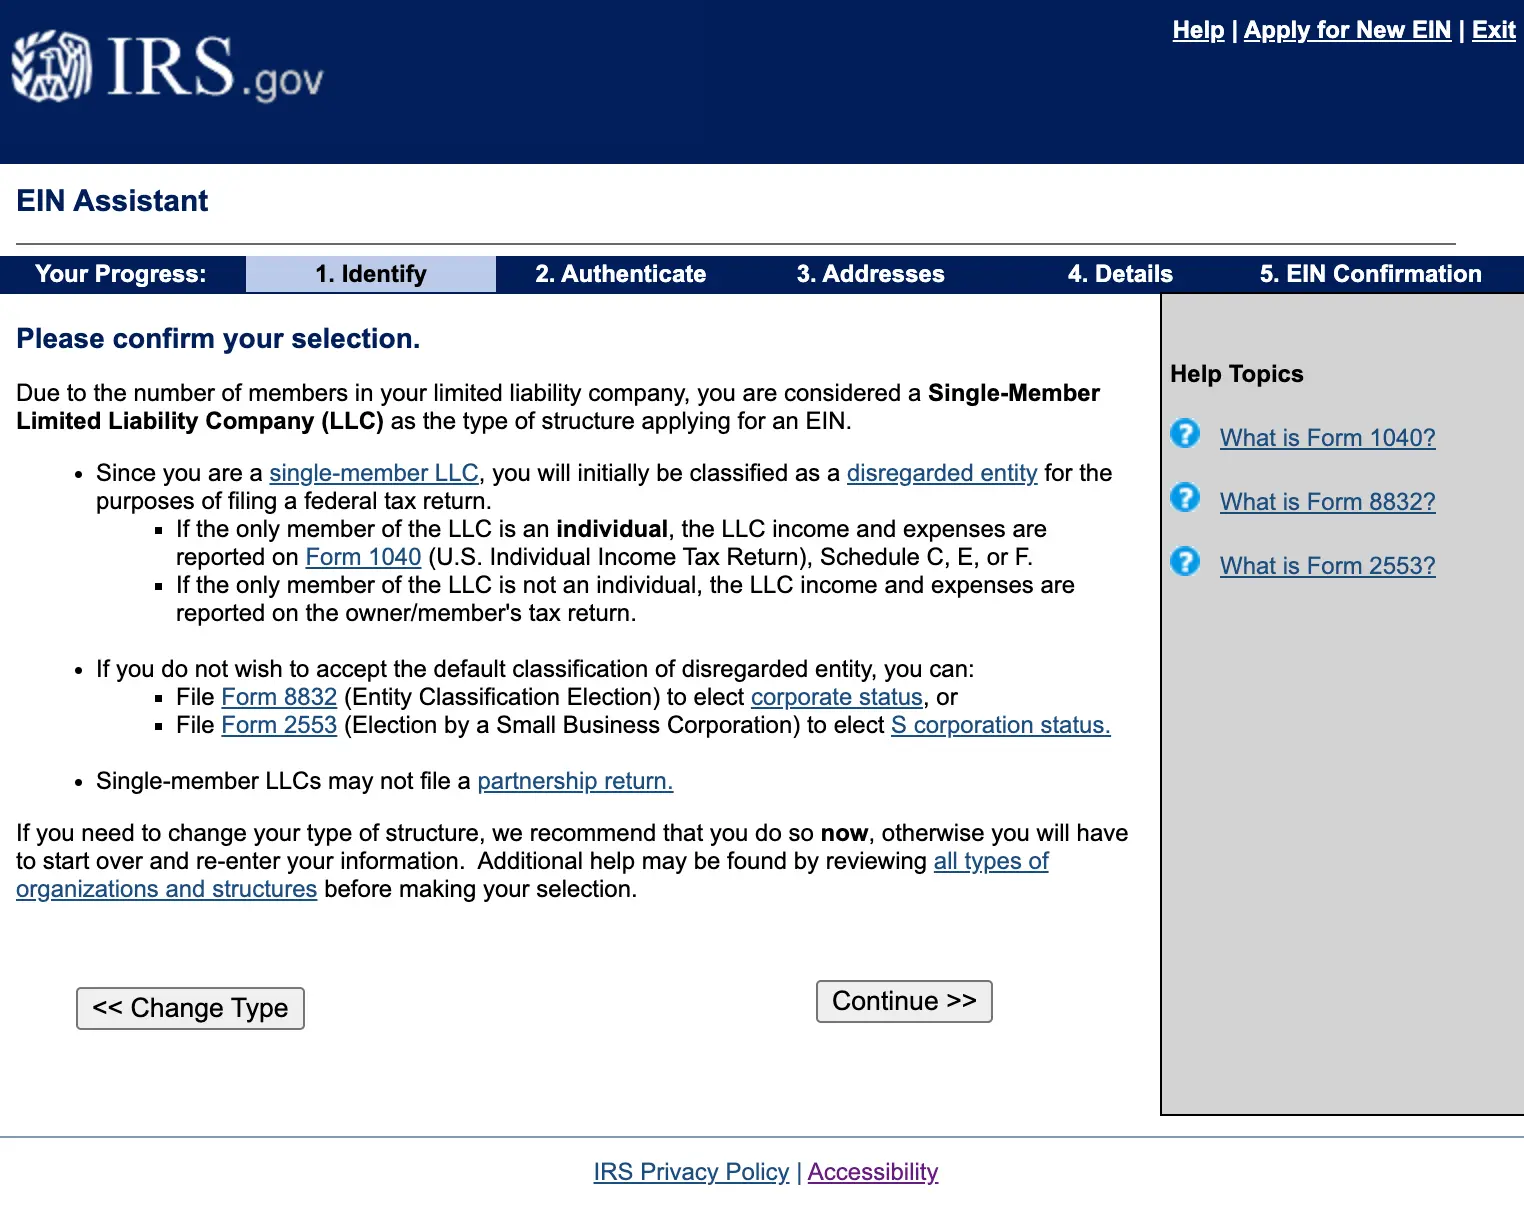 IRS.gov
Help | Apply for New EIN | Exit
EIN Assistant
Your Progress: 1. Identify 2. Authenticate 3. Addresses 4. Details 5. EIN Confirmation
Please confirm your selection.
Due to the number of members in your limited liability company, you are considered a Single-Member
Limited Liability Company (LLC) as the type of structure applying for an EIN.
• Since you are a single-member LLC, you will initially be classified as a disregarded entity for the
purposes of filing a federal tax return.
▪ If the only member of the LLC is an individual, the LLC income and expenses are
reported on Form 1040 (U.S. Individual Income Tax Return), Schedule C, E, or F.
▪ If the only member of the LLC is not an individual, the LLC income and expenses are
reported on the owner/member's tax return.
• If you do not wish to accept the default classification of disregarded entity, you can:
▪ File Form 8832 (Entity Classification Election) to elect corporate status, or
▪ File Form 2553 (Election by a Small Business Corporation) to elect S corporation status.
• Single-member LLCs may not file a partnership return.
If you need to change your type of structure, we recommend that you do so now, otherwise you will have
to start over and re-enter your information.  Additional help may be found by reviewing all types of
organizations and structures before making your selection.
<< Change Type
Continue >>
Help Topics
What is Form 1040?
What is Form 8832?
What is Form 2553?
IRS Privacy Policy | Accessibility